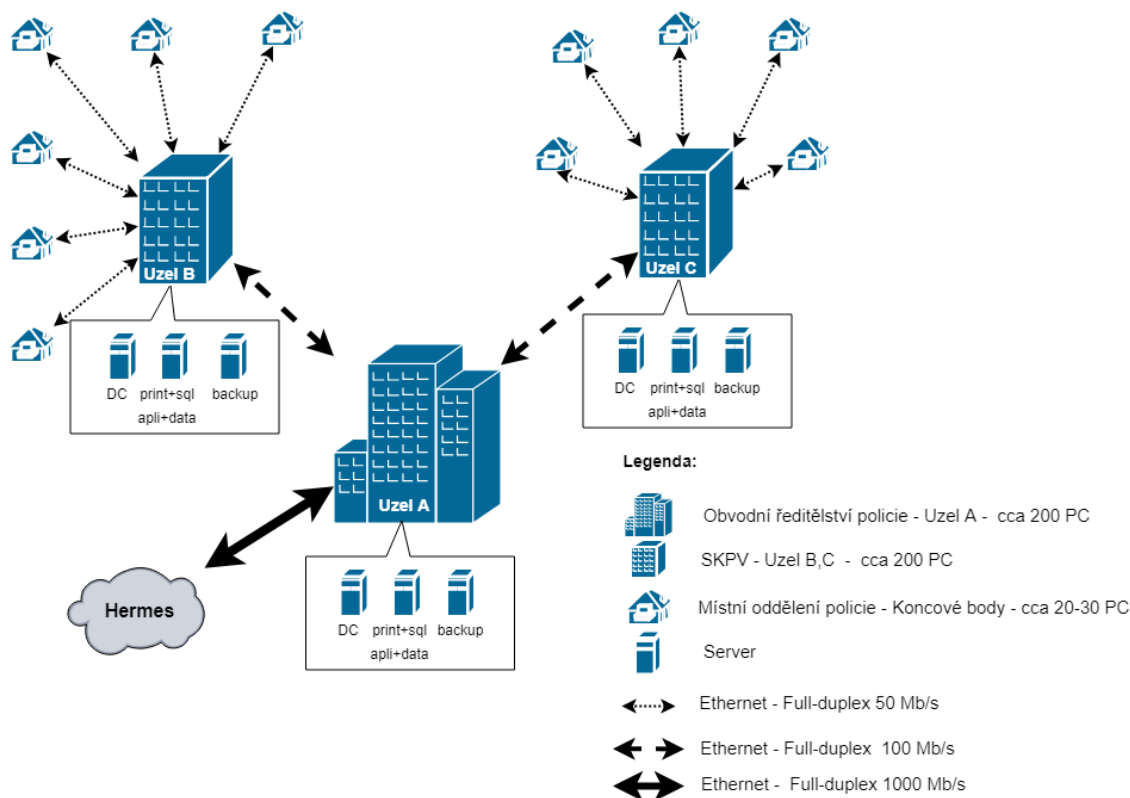 Uzel B
DC print+sql backup
apli+data
Uzel C
DC print+sql backup
apli+data
Uzel A
DC print+sql backup
apli+data
Hermes
Legenda:
Obvodní ředitělství policie - Uzel A - cca 200 PC
SKPV - Uzel B,C - cca 200 PC
Místní oddělení policie - Koncové body - cca 20-30 PC
Server
Ethernet - Full-duplex 50 Mb/s
Ethernet - Full-duplex 100 Mb/s
Ethernet - Full-duplex 1000 Mb/s